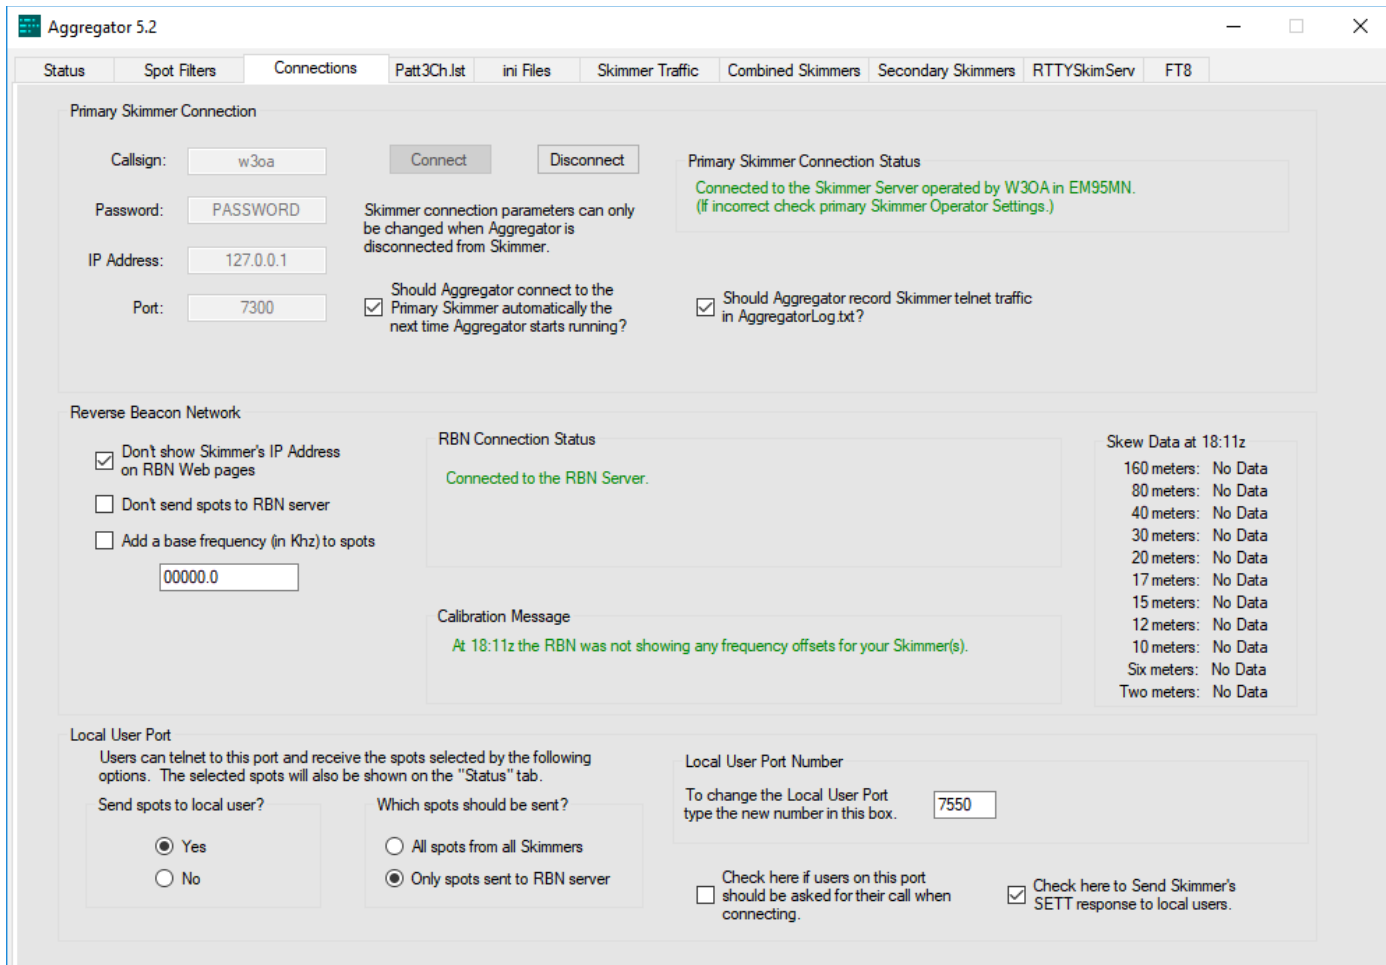 Aggregator 5.2
Status Spot Filters Connections Patt3Ch.lst ini Files Skimmer Traffic Combined Skimmers Secondary Skimmers RTTYSkimServ FT8
Primary Skimmer Connection
Callsign: w3oa
Password: PASSWORD
IP Address: 127.0.0.1
Port: 7300
Connect Disconnect
Skimmer connection parameters can only
be changed when Aggregator is
disconnected from Skimmer.
Should Aggregator connect to the
Primary Skimmer automatically the
next time Aggregator starts running?
Primary Skimmer Connection Status
Connected to the Skimmer Server operated by W3OA in EM95MN.
(If incorrect check primary Skimmer Operator Settings.)
Should Aggregator record Skimmer telnet traffic
in AggregatorLog.txt?
Reverse Beacon Network
Don't show Skimmer's IP Address
on RBN Web pages
Don't send spots to RBN server
Add a base frequency (in Khz) to spots
00000.0
RBN Connection Status
Connected to the RBN Server.
Calibration Message
At 18:11z the RBN was not showing any frequency offsets for your Skimmer(s).
Skew Data at 18:11z
160 meters: No Data
80 meters: No Data
40 meters: No Data
30 meters: No Data
20 meters: No Data
17 meters: No Data
15 meters: No Data
12 meters: No Data
10 meters: No Data
Six meters: No Data
Two meters: No Data
Local User Port
Users can telnet to this port and receive the spots selected by the following
options. The selected spots will also be shown on the "Status" tab.
Send spots to local user?
Yes
No
Which spots should be sent?
All spots from all Skimmers
Only spots sent to RBN server
Local User Port Number
To change the Local User Port
type the new number in this box.
7550
Check here if users on this port
should be asked for their call when
connecting.
Check here to Send Skimmer's
SETT response to local users.